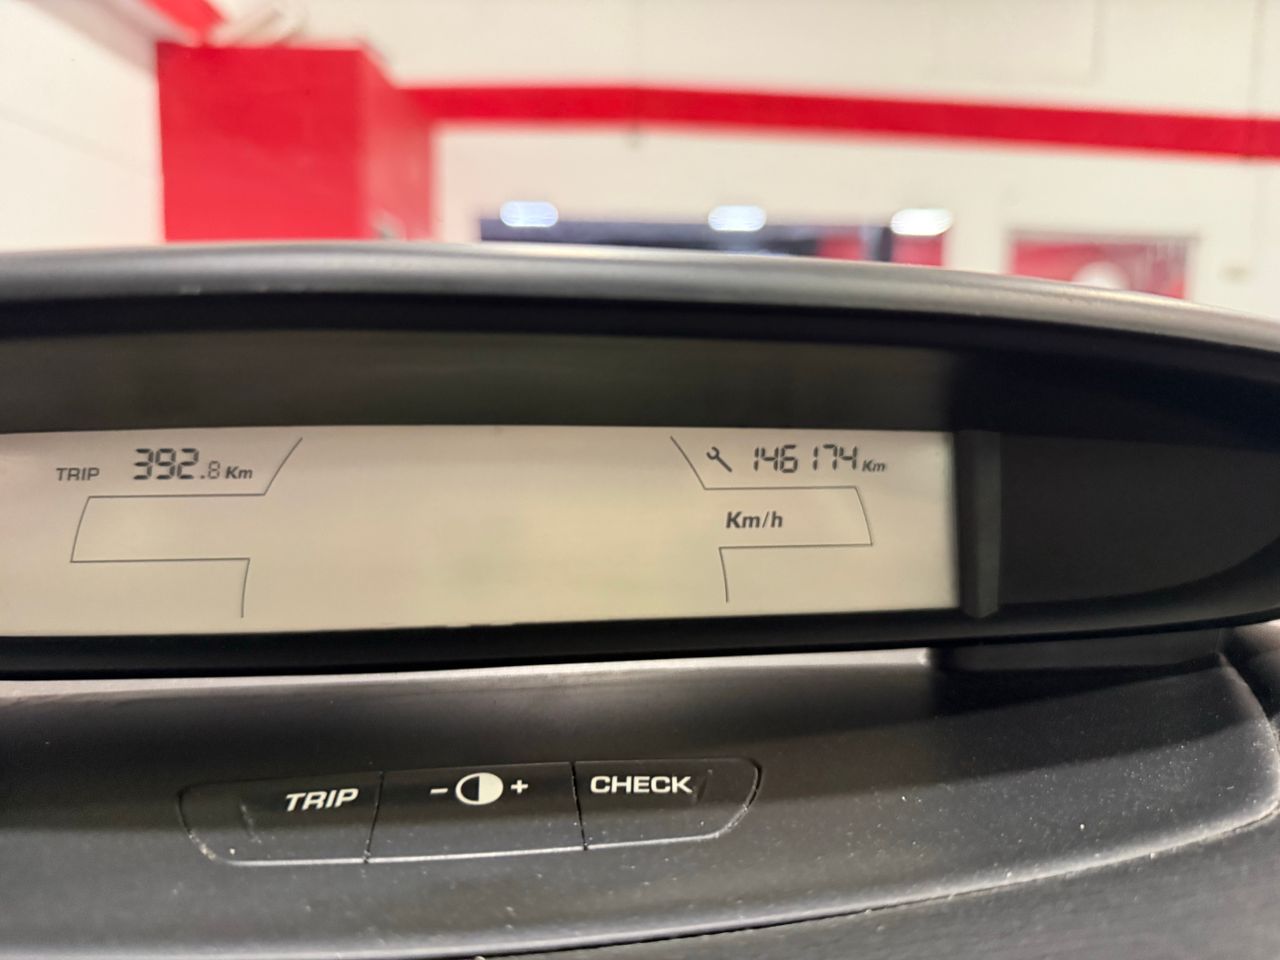 TRIP 392.8 Km
146174 Km
Km/h
TRIP - + CHECK